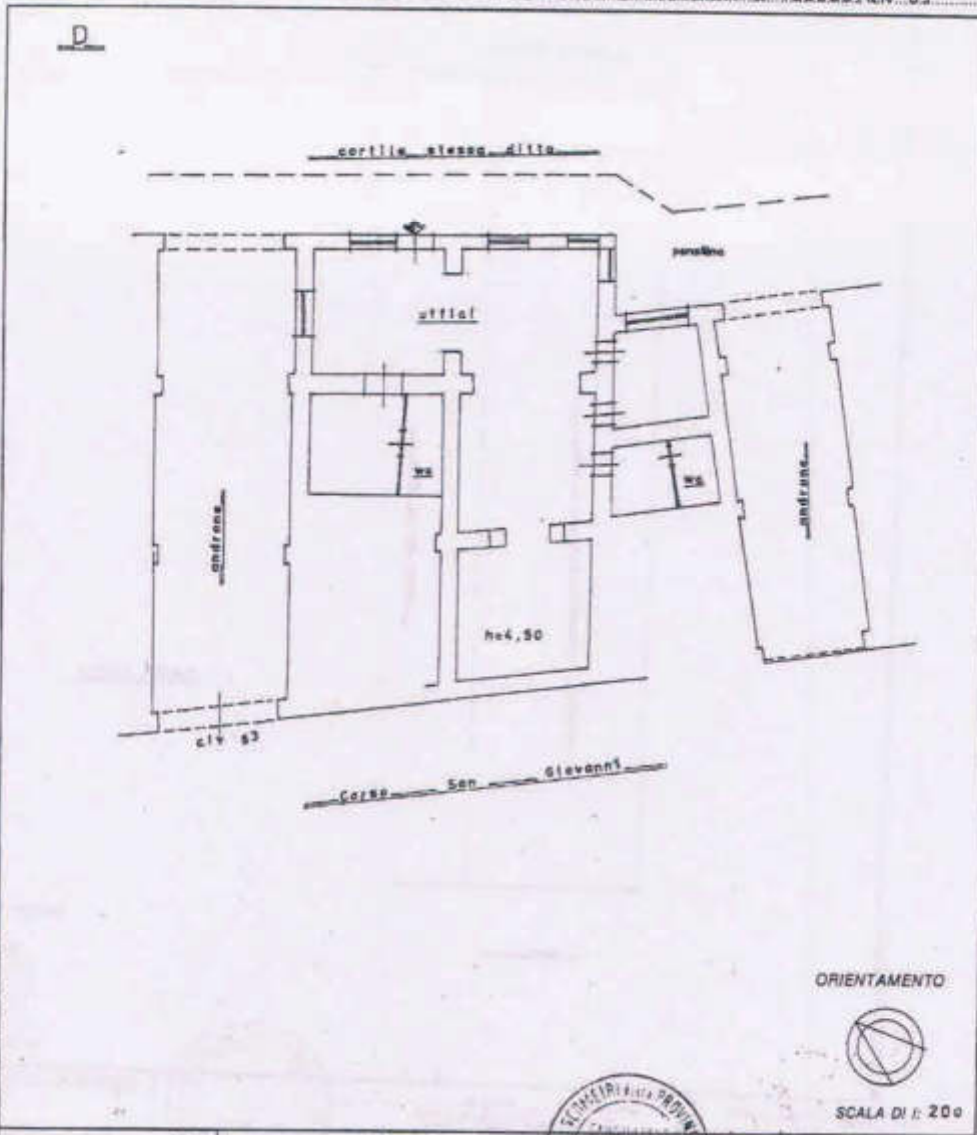 D
cortile stessa ditta
pensilina
uffici
wc
wc
androne
androne
h=4,50
civ 63
Corso San Giovanni
ORIENTAMENTO
SCALA DI 1: 200